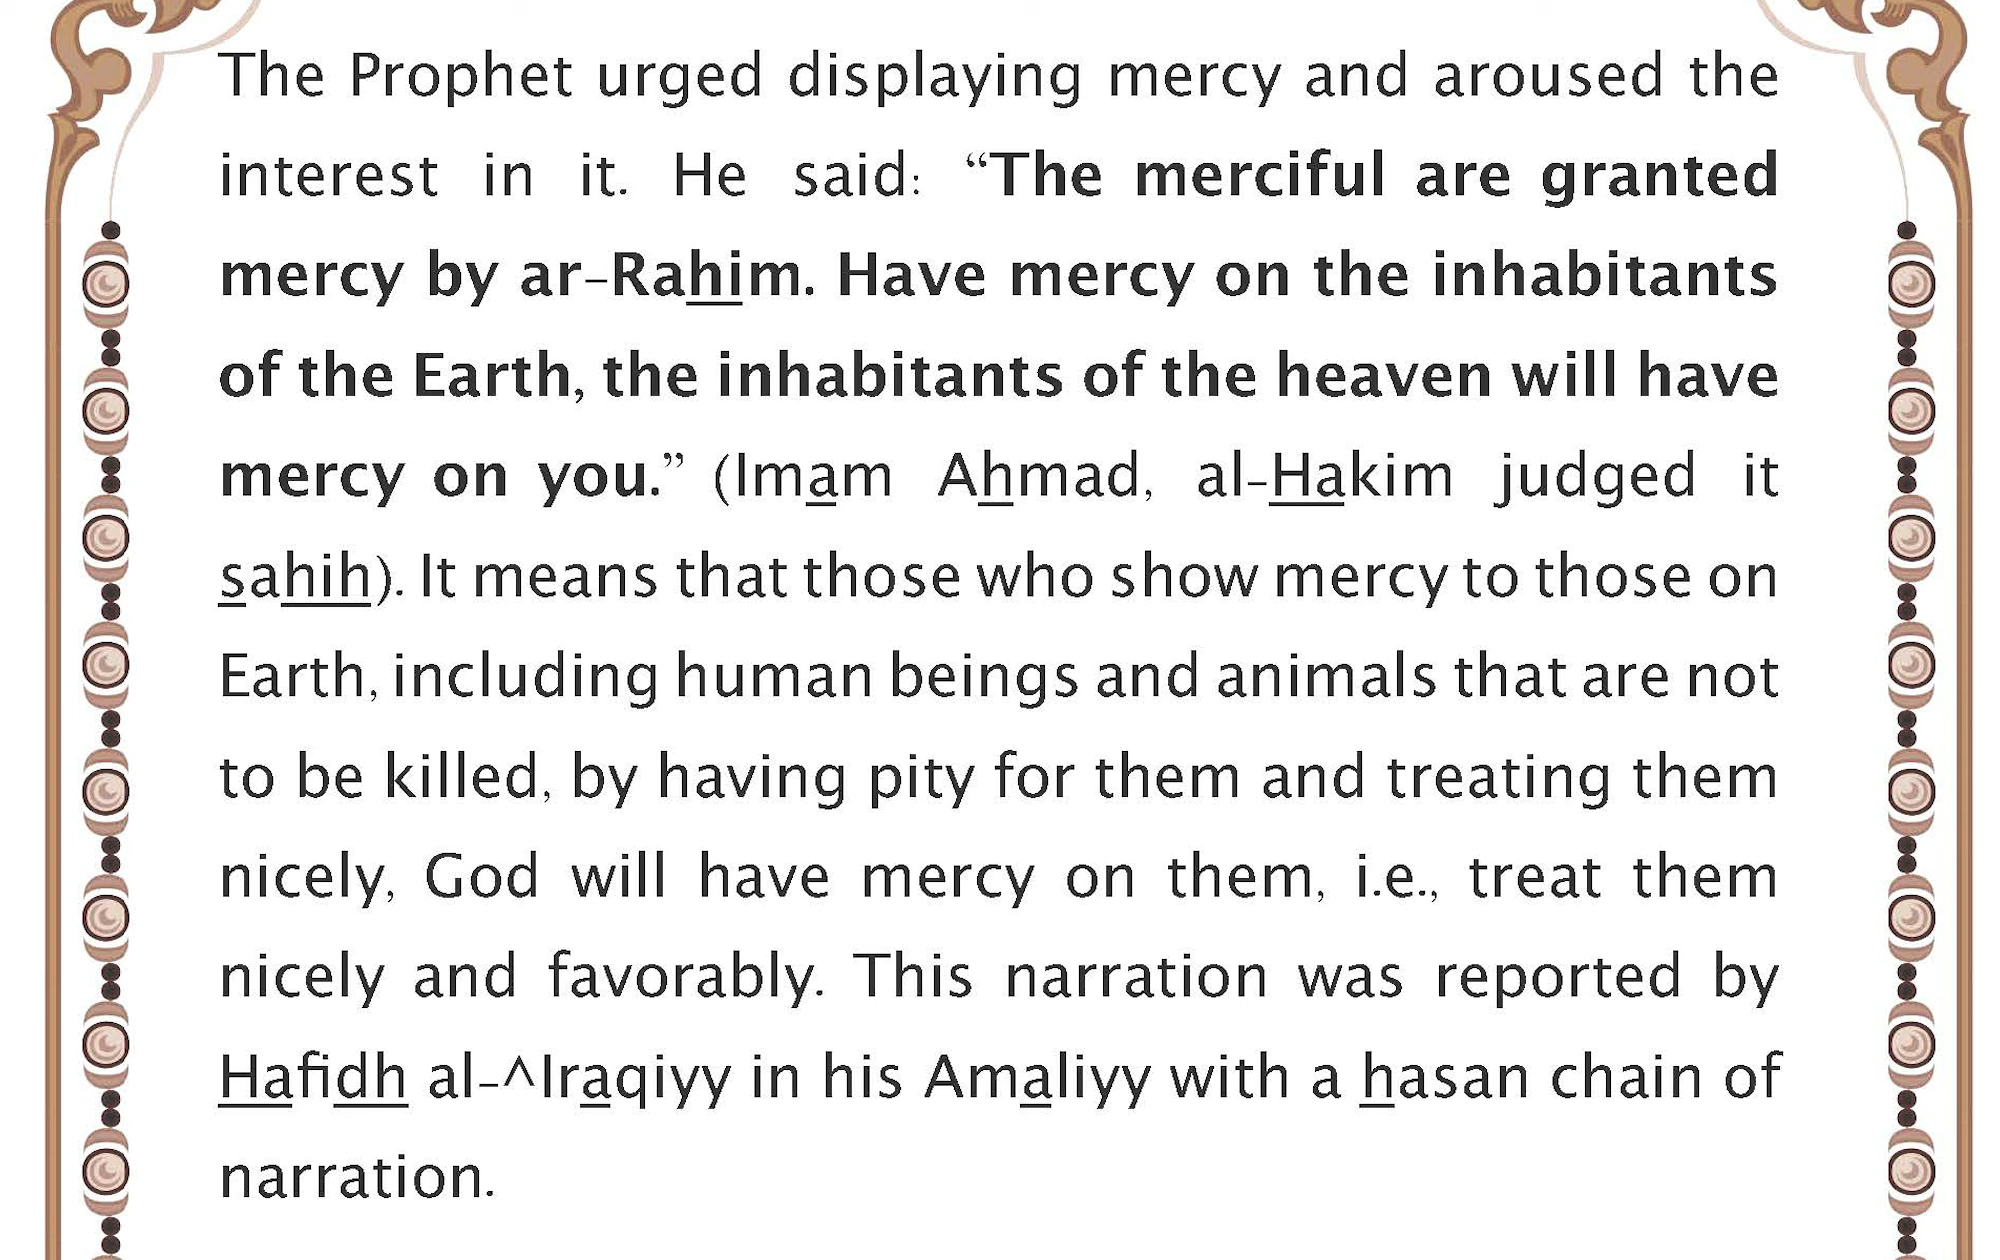 The Prophet urged displaying mercy and aroused the
interest in it. He said: “The merciful are granted
mercy by ar-Rahim. Have mercy on the inhabitants
of the Earth, the inhabitants of the heaven will have
mercy on you.” (Imam Ahmad, al-Hakim judged it
sahih). It means that those who show mercy to those on
Earth, including human beings and animals that are not
to be killed, by having pity for them and treating them
nicely, God will have mercy on them, i.e., treat them
nicely and favorably. This narration was reported by
Hafidh al-^Iraqiyy in his Amaliyy with a hasan chain of
narration.